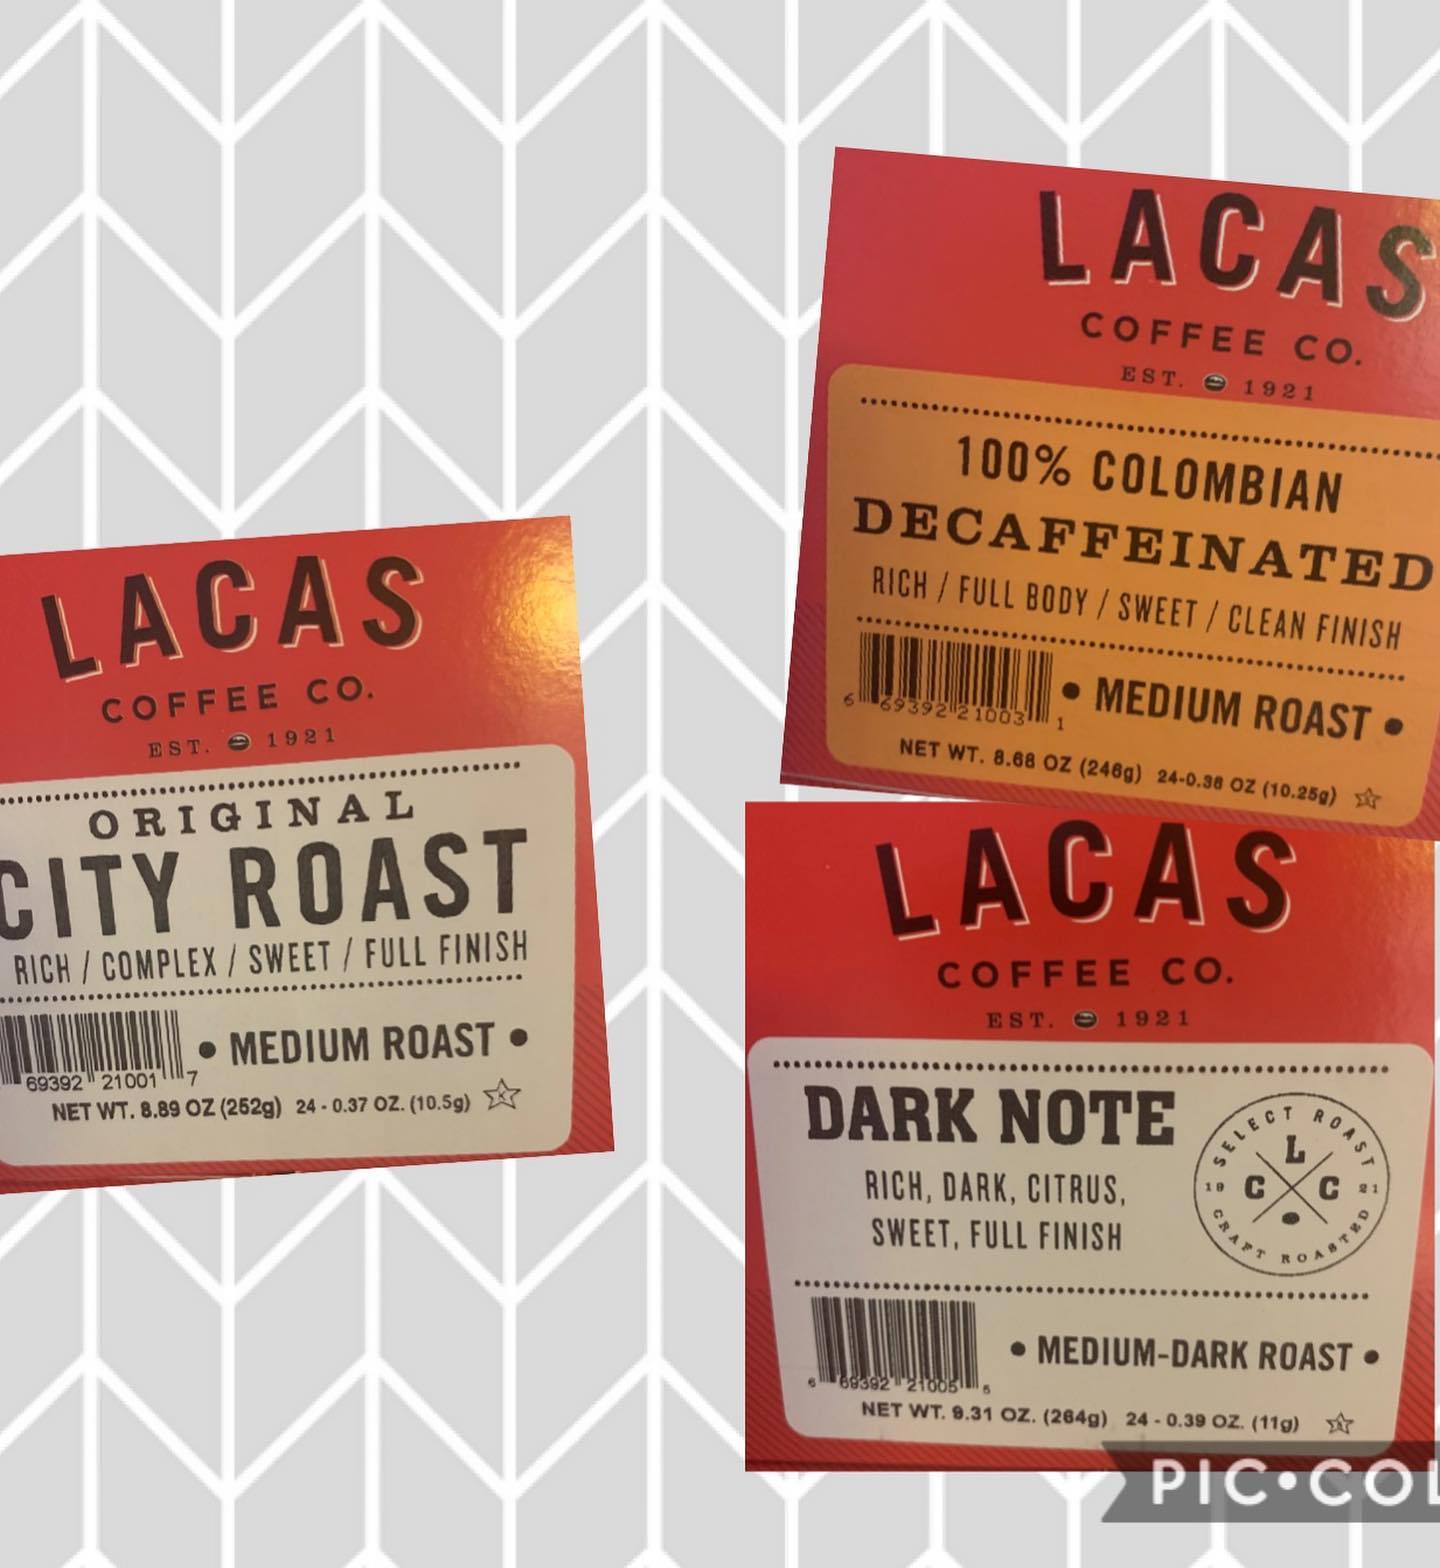 LACAS
COFFEE CO.
EST. 1921
ORIGINAL
CITY ROAST
RICH / COMPLEX / SWEET / FULL FINISH
69392 21001 7
• MEDIUM ROAST •
NET WT. 8.89 OZ (252g) 24 - 0.37 OZ. (10.5g)
K
LACAS
COFFEE CO.
EST. 1921
100% COLOMBIAN
DECAFFEINATED
RICH / FULL BODY / SWEET / CLEAN FINISH
6 69392 21003 1
• MEDIUM ROAST •
NET WT. 8.68 OZ (246g) 24-0.36 OZ (10.25g)
LACAS
COFFEE CO.
EST. 1921
DARK NOTE
RICH, DARK, CITRUS,
SWEET, FULL FINISH
SELECT ROAST
L
19 C C 21
CRAFT ROASTED
6 69392 21005 5
• MEDIUM-DARK ROAST •
NET WT. 9.31 OZ. (264g) 24 - 0.39 OZ. (11g)
PIC•COL